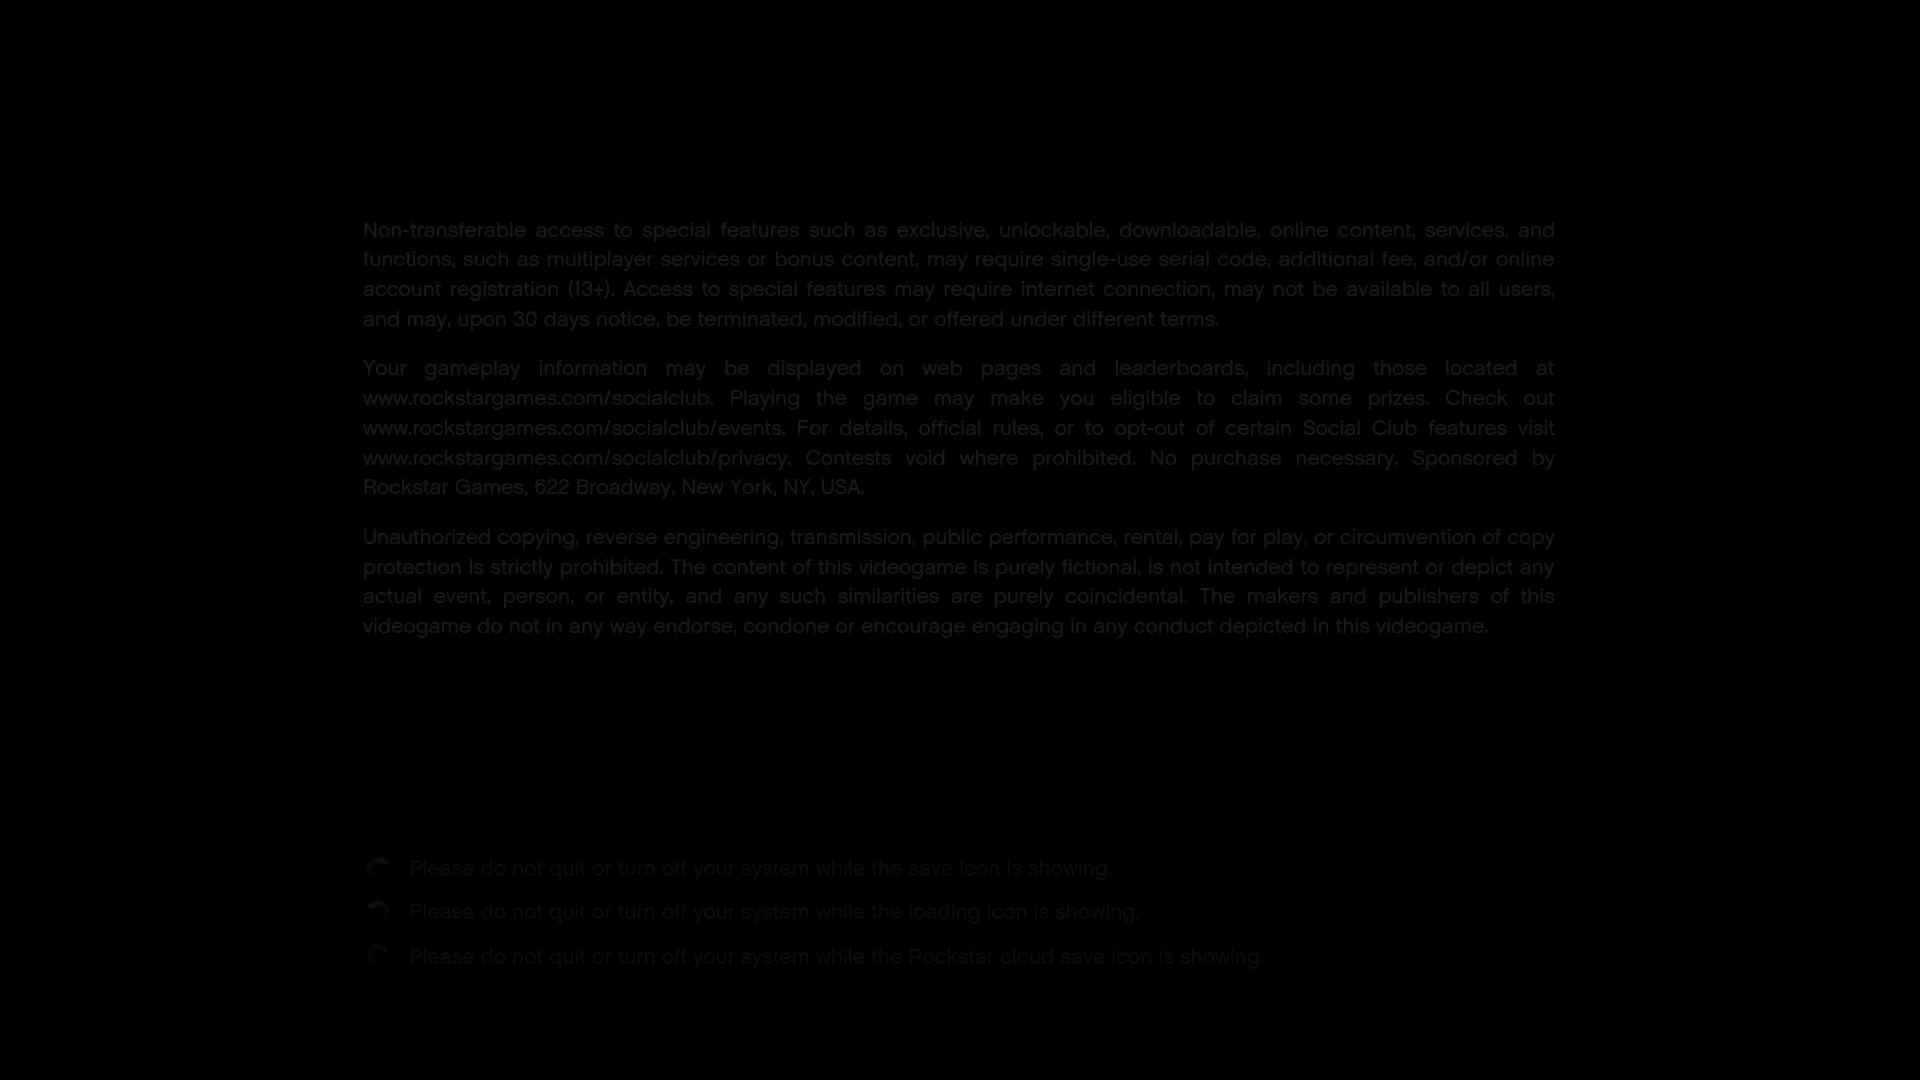 Non-transferable access to special features such as exclusive, unlockable, downloadable, online content, services, and
functions, such as multiplayer services or bonus content, may require single-use serial code, additional fee, and/or online
account registration (13+). Access to special features may require internet connection, may not be available to all users,
and may, upon 30 days notice, be terminated, modified, or offered under different terms.
Your gameplay information may be displayed on web pages and leaderboards, including those located at
www.rockstargames.com/socialclub. Playing the game may make you eligible to claim some prizes. Check out
www.rockstargames.com/socialclub/events. For details, official rules, or to opt-out of certain Social Club features visit
www.rockstargames.com/socialclub/privacy. Contests void where prohibited. No purchase necessary. Sponsored by
Rockstar Games, 622 Broadway, New York, NY, USA.
Unauthorized copying, reverse engineering, transmission, public performance, rental, pay for play, or circumvention of copy
protection is strictly prohibited. The content of this videogame is purely fictional, is not intended to represent or depict any
actual event, person, or entity, and any such similarities are purely coincidental. The makers and publishers of this
videogame do not in any way endorse, condone or encourage engaging in any conduct depicted in this videogame.
Please do not quit or turn off your system while the save icon is showing.
Please do not quit or turn off your system while the loading icon is showing.
Please do not quit or turn off your system while the Rockstar cloud save icon is showing.